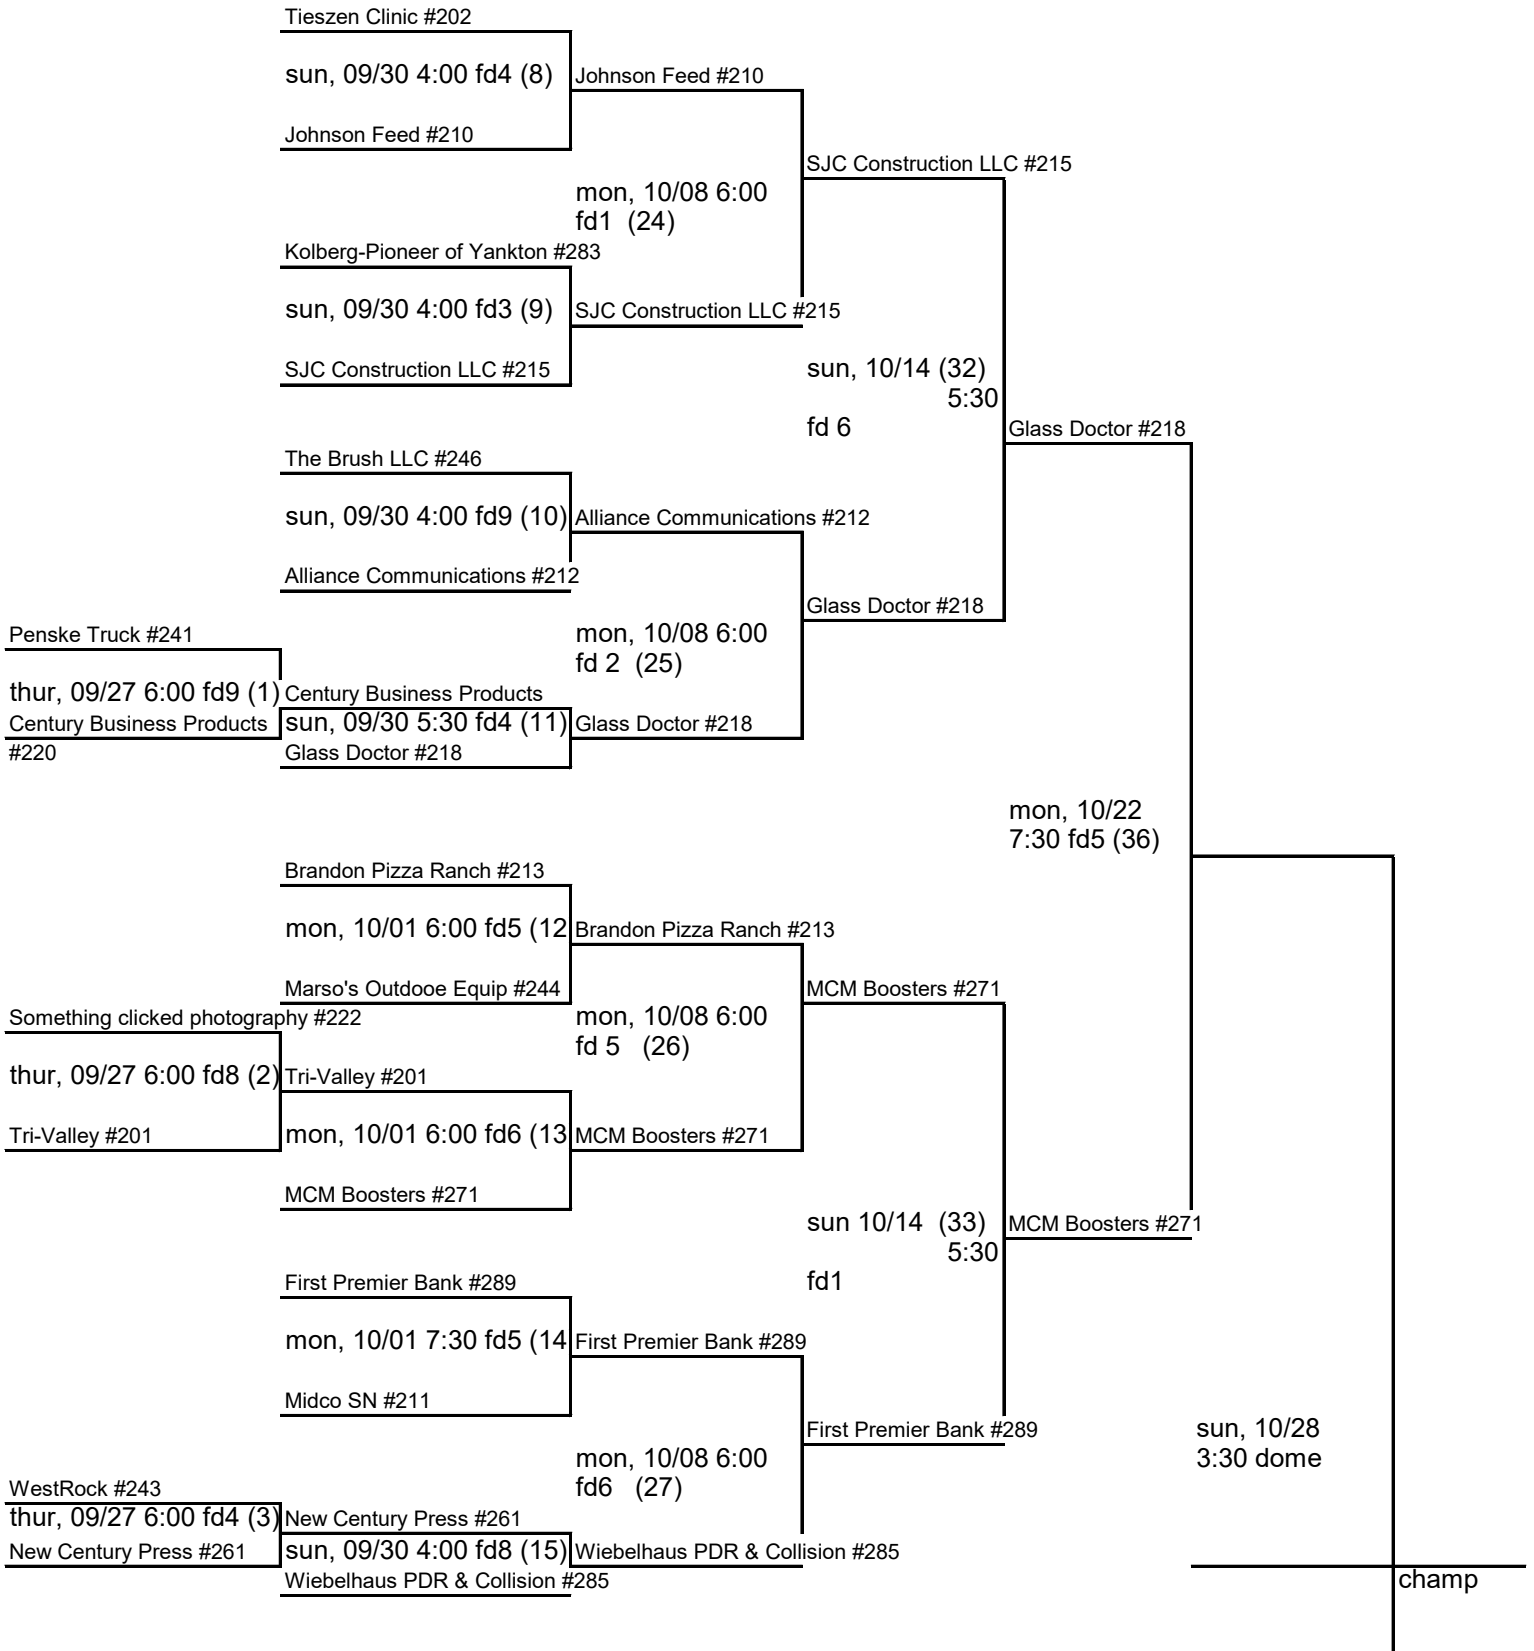 Tieszen Clinic #202
sun, 09/30 4:00 fd4 (8)
Johnson Feed #210
Johnson Feed #210
SJC Construction LLC #215
mon, 10/08 6:00
fd1 (24)
Kolberg-Pioneer of Yankton #283
sun, 09/30 4:00 fd3 (9)
SJC Construction LLC #215
SJC Construction LLC #215
sun, 10/14 (32)
5:30
fd 6
Glass Doctor #218
The Brush LLC #246
sun, 09/30 4:00 fd9 (10)
Alliance Communications #212
Alliance Communications #212
Glass Doctor #218
Penske Truck #241
mon, 10/08 6:00
fd 2 (25)
thur, 09/27 6:00 fd9 (1)
Century Business Products
Century Business Products
#220
sun, 09/30 5:30 fd4 (11)
Glass Doctor #218
Glass Doctor #218
mon, 10/22
7:30 fd5 (36)
Brandon Pizza Ranch #213
mon, 10/01 6:00 fd5 (12
Brandon Pizza Ranch #213
Marso's Outdooe Equip #244
MCM Boosters #271
Something clicked photography #222
mon, 10/08 6:00
fd 5 (26)
thur, 09/27 6:00 fd8 (2)
Tri-Valley #201
Tri-Valley #201
mon, 10/01 6:00 fd6 (13
MCM Boosters #271
MCM Boosters #271
sun 10/14 (33)
5:30
fd1
MCM Boosters #271
First Premier Bank #289
mon, 10/01 7:30 fd5 (14
First Premier Bank #289
Midco SN #211
First Premier Bank #289
sun, 10/28
3:30 dome
mon, 10/08 6:00
fd6 (27)
WestRock #243
thur, 09/27 6:00 fd4 (3)
New Century Press #261
New Century Press #261
sun, 09/30 4:00 fd8 (15)
Wiebelhaus PDR & Collision #285
Wiebelhaus PDR & Collision #285
champ